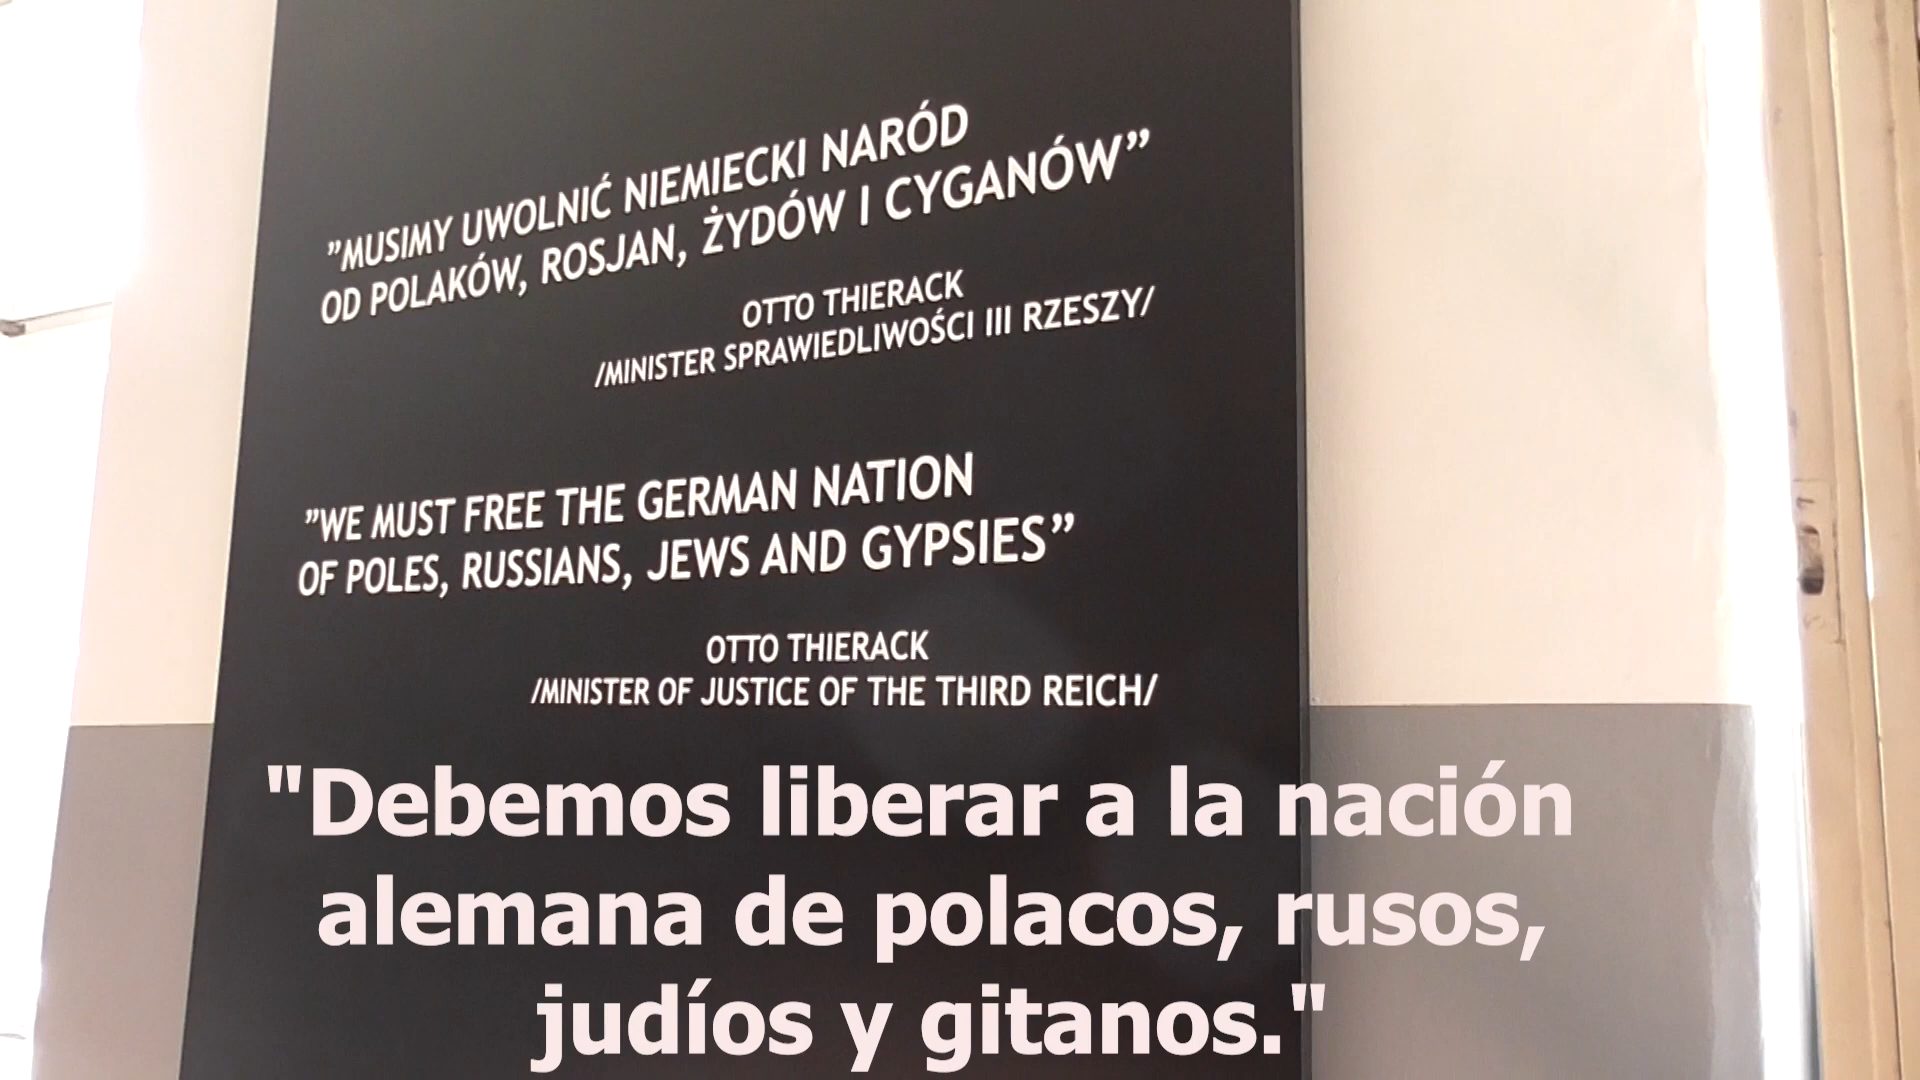 ”MUSIMY UWOLNIĆ NIEMIECKI NARÓD
OD POLAKÓW, ROSJAN, ŻYDÓW I CYGANÓW”
OTTO THIERACK
/MINISTER SPRAWIEDLIWOŚCI III RZESZY/
”WE MUST FREE THE GERMAN NATION
OF POLES, RUSSIANS, JEWS AND GYPSIES”
OTTO THIERACK
/MINISTER OF JUSTICE OF THE THIRD REICH/
"Debemos liberar a la nación
alemana de polacos, rusos,
judíos y gitanos."